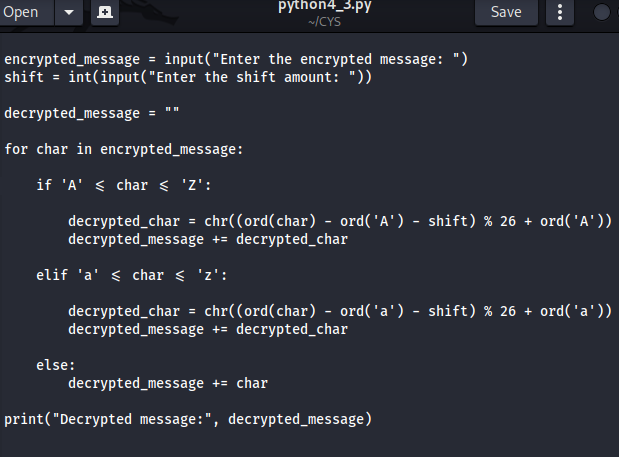 Open
python4_3.py
~/CYS
Save
encrypted_message = input("Enter the encrypted message: ")
shift = int(input("Enter the shift amount: "))
decrypted_message = ""
for char in encrypted_message:
    if 'A' <= char <= 'Z':
        decrypted_char = chr((ord(char) - ord('A') - shift) % 26 + ord('A'))
        decrypted_message += decrypted_char
    elif 'a' <= char <= 'z':
        decrypted_char = chr((ord(char) - ord('a') - shift) % 26 + ord('a'))
        decrypted_message += decrypted_char
    else:
        decrypted_message += char
print("Decrypted message:", decrypted_message)